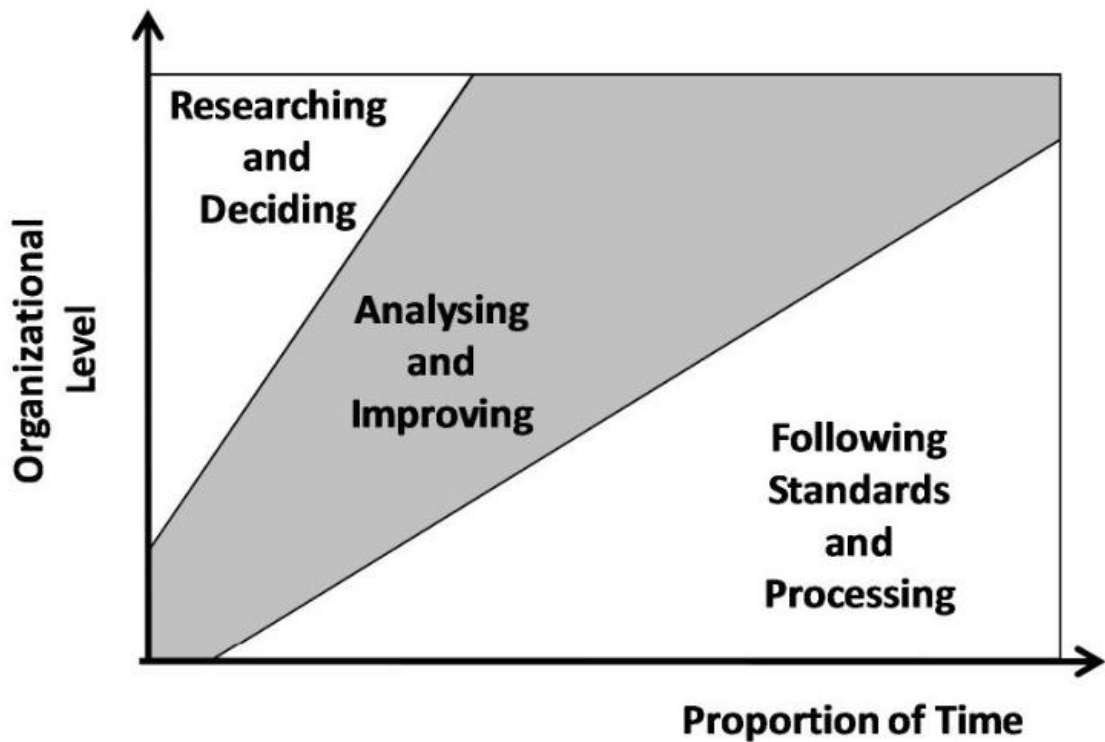 Researching
and
Deciding
Organizational
Level
Analysing
and
Improving
Following
Standards
and
Processing
Proportion of Time